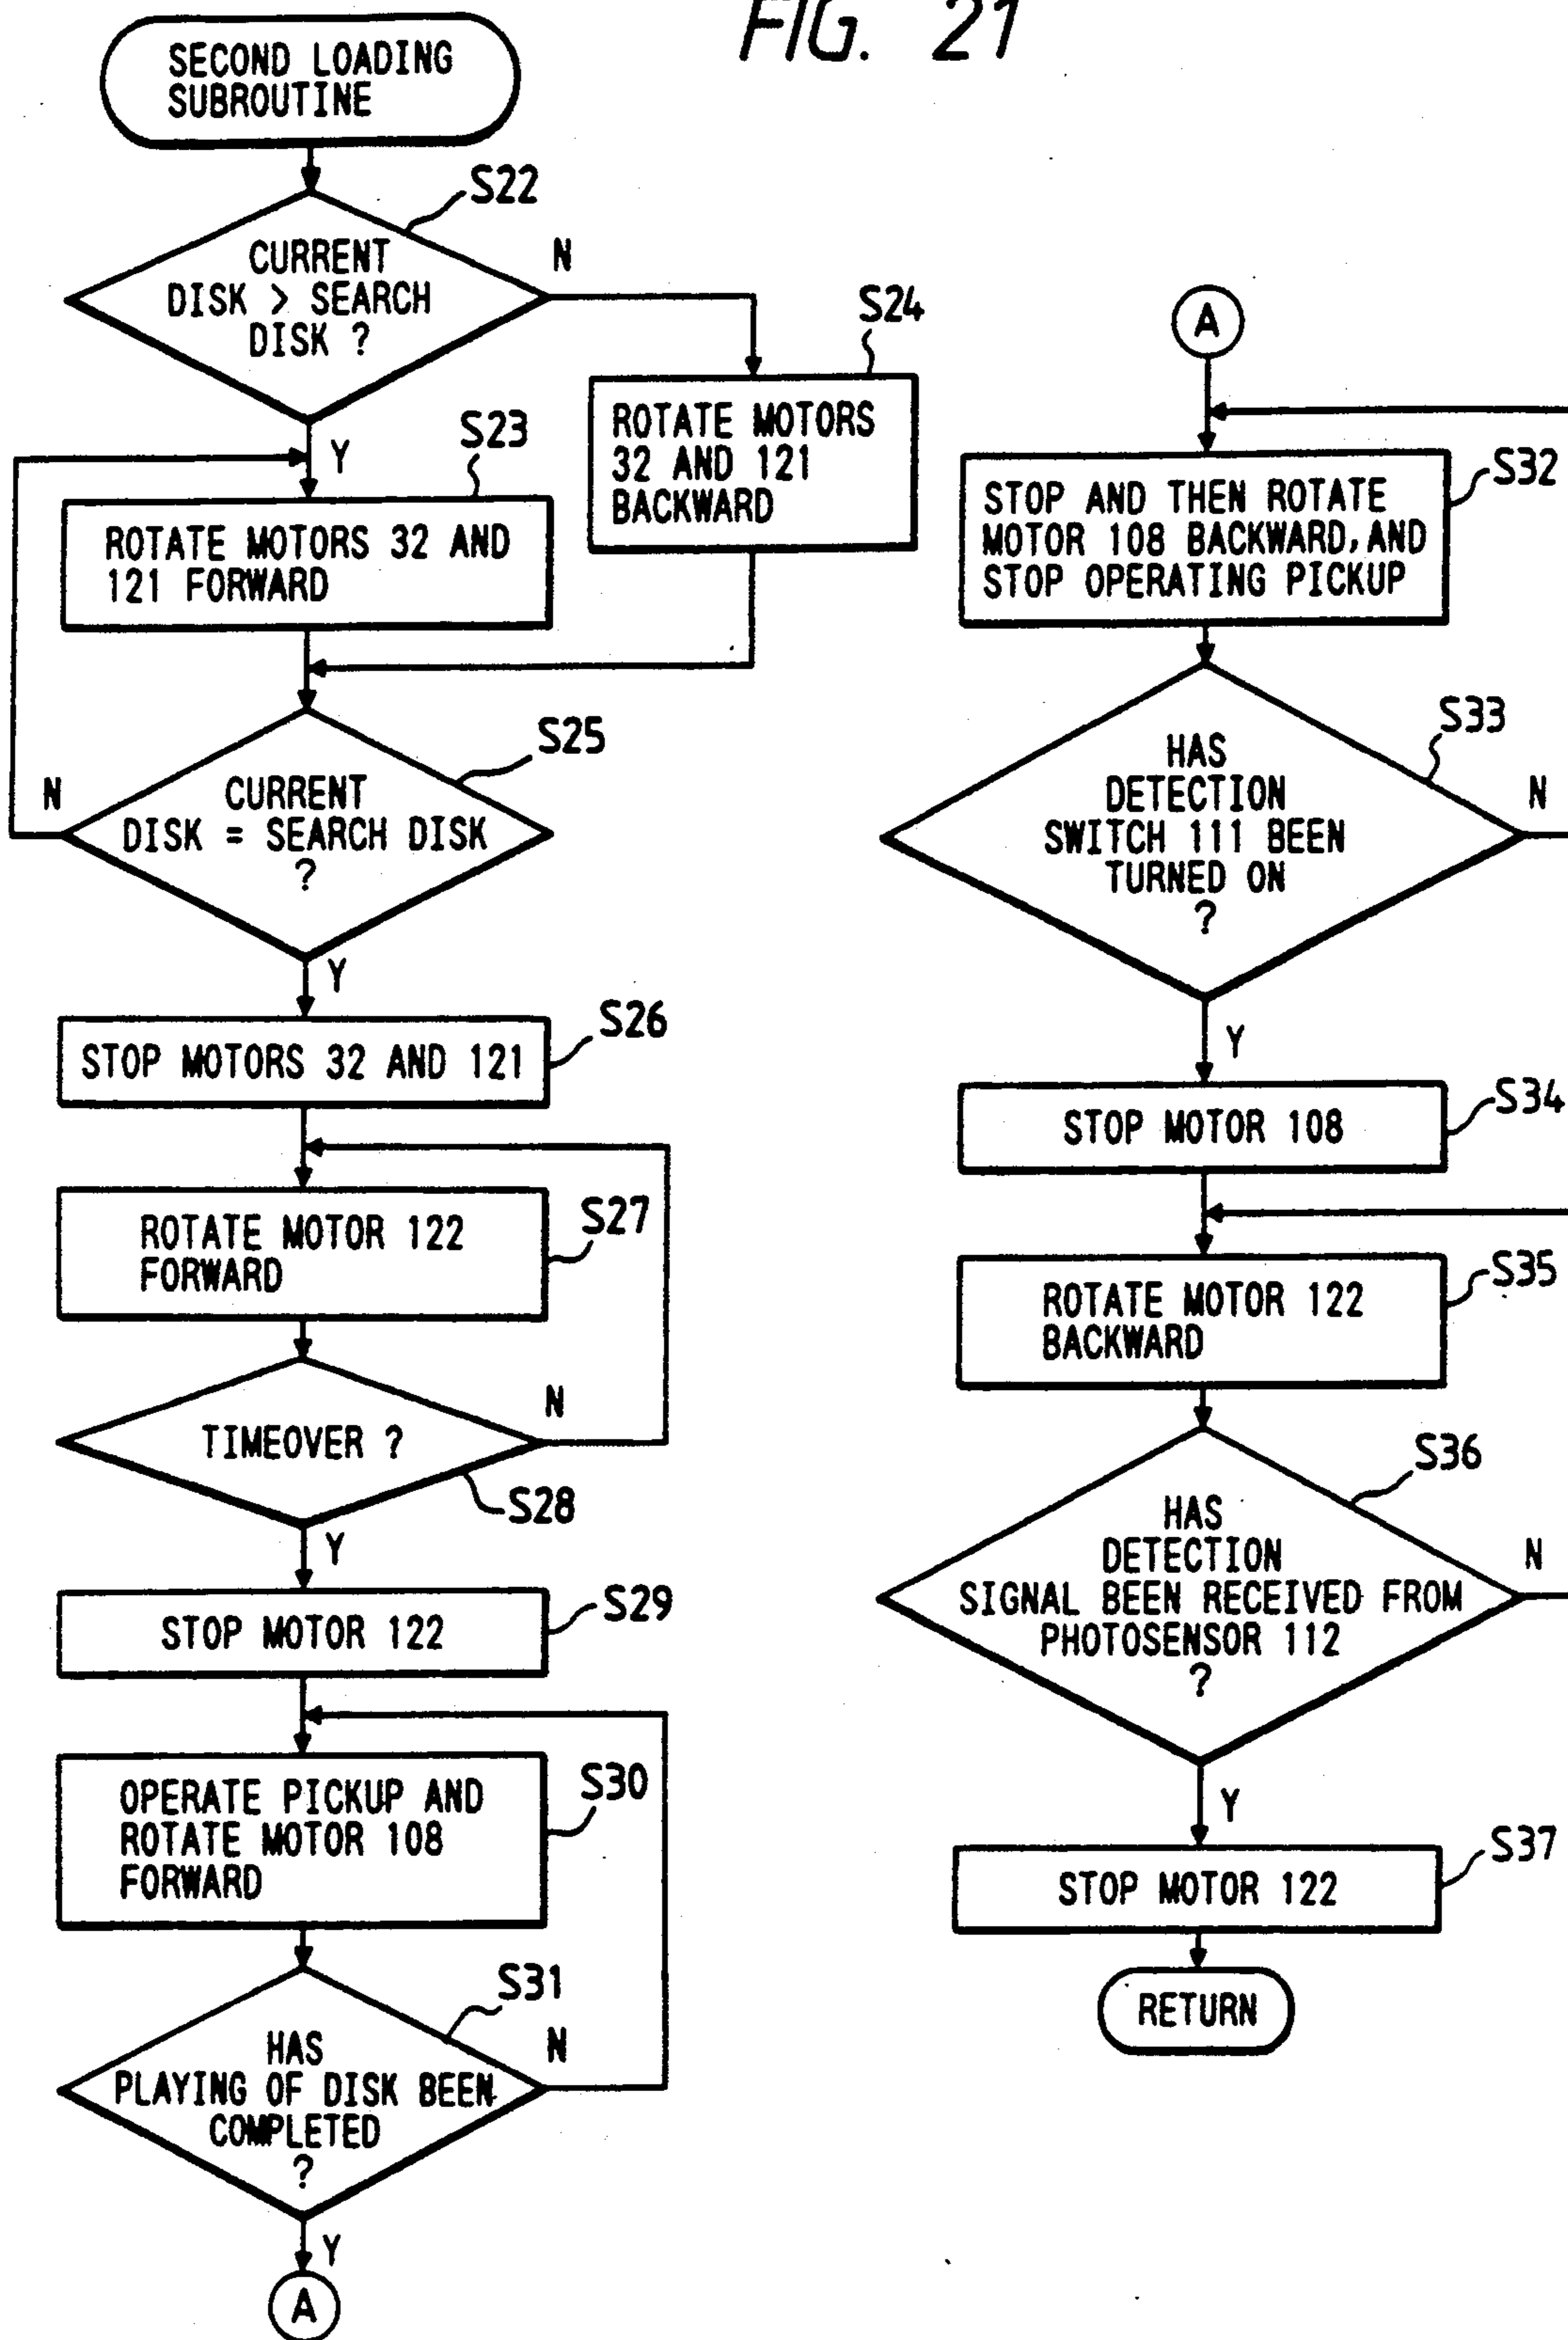 FIG. 21
SECOND LOADING
SUBROUTINE
S22
CURRENT
DISK > SEARCH
DISK ?
N
Y
S23
ROTATE MOTORS 32 AND
121 FORWARD
S24
ROTATE MOTORS
32 AND 121
BACKWARD
S25
CURRENT
DISK = SEARCH DISK
?
N
Y
S26
STOP MOTORS 32 AND 121
S27
ROTATE MOTOR 122
FORWARD
TIMEOVER ?
N
S28
Y
S29
STOP MOTOR 122
S30
OPERATE PICKUP AND
ROTATE MOTOR 108
FORWARD
S31
HAS
PLAYING OF DISK BEEN
COMPLETED
?
N
Y
A
A
S32
STOP AND THEN ROTATE
MOTOR 108 BACKWARD, AND
STOP OPERATING PICKUP
S33
HAS
DETECTION
SWITCH 111 BEEN
TURNED ON
?
N
Y
S34
STOP MOTOR 108
S35
ROTATE MOTOR 122
BACKWARD
S36
HAS
DETECTION
SIGNAL BEEN RECEIVED FROM
PHOTOSENSOR 112
?
N
Y
S37
STOP MOTOR 122
RETURN